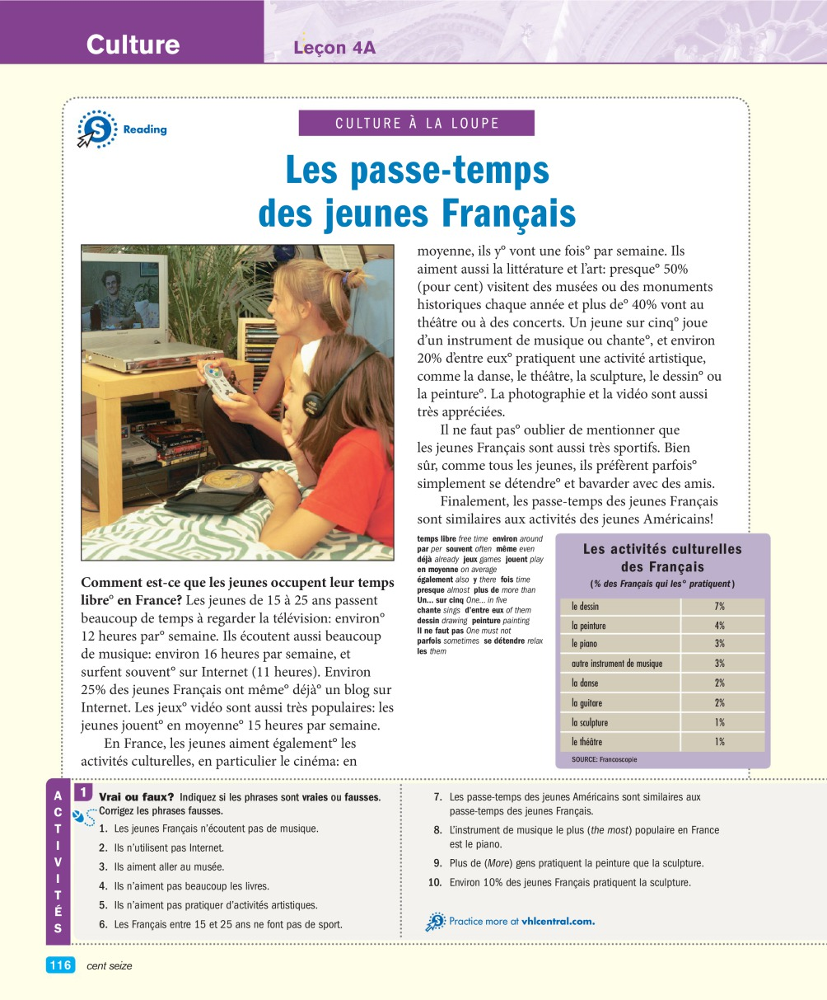 Culture
Leçon 4A
S Reading
CULTURE À LA LOUPE
Les passe-temps
des jeunes Français
Comment est-ce que les jeunes occupent leur temps
libre° en France? Les jeunes de 15 à 25 ans passent
beaucoup de temps à regarder la télévision: environ°
12 heures par° semaine. Ils écoutent aussi beaucoup
de musique: environ 16 heures par semaine, et
surfent souvent° sur Internet (11 heures). Environ
25% des jeunes Français ont même° déjà° un blog sur
Internet. Les jeux° vidéo sont aussi très populaires: les
jeunes jouent° en moyenne° 15 heures par semaine.
En France, les jeunes aiment également° les
activités culturelles, en particulier le cinéma: en
moyenne, ils y° vont une fois° par semaine. Ils
aiment aussi la littérature et l'art: presque° 50%
(pour cent) visitent des musées ou des monuments
historiques chaque année et plus de° 40% vont au
théâtre ou à des concerts. Un jeune sur cinq° joue
d'un instrument de musique ou chante°, et environ
20% d'entre eux° pratiquent une activité artistique,
comme la danse, le théâtre, la sculpture, le dessin° ou
la peinture°. La photographie et la vidéo sont aussi
très appréciées.
Il ne faut pas° oublier de mentionner que
les jeunes Français sont aussi très sportifs. Bien
sûr, comme tous les jeunes, ils préfèrent parfois°
simplement se détendre° et bavarder avec des amis.
Finalement, les passe-temps des jeunes Français
sont similaires aux activités des jeunes Américains!
temps libre free time environ around
par per souvent often même even
déjà already jeux games jouent play
en moyenne on average
également also y there fois time
presque almost plus de more than
Un... sur cinq One... in five
chante sings d'entre eux of them
dessin drawing peinture painting
Il ne faut pas One must not
parfois sometimes se détendre relax
les them
Les activités culturelles
des Français
(% des Français qui les° pratiquent)
le dessin 7%
la peinture 4%
le piano 3%
autre instrument de musique 3%
la danse 2%
la guitare 2%
la sculpture 1%
le théâtre 1%
SOURCE: Francoscopie
ACTIVITÉS
1 Vrai ou faux? Indiquez si les phrases sont vraies ou fausses.
Corrigez les phrases fausses.
1. Les jeunes Français n'écoutent pas de musique.
2. Ils n'utilisent pas Internet.
3. Ils aiment aller au musée.
4. Ils n'aiment pas beaucoup les livres.
5. Ils n'aiment pas pratiquer d'activités artistiques.
6. Les Français entre 15 et 25 ans ne font pas de sport.
7. Les passe-temps des jeunes Américains sont similaires aux
passe-temps des jeunes Français.
8. L'instrument de musique le plus (the most) populaire en France
est le piano.
9. Plus de (More) gens pratiquent la peinture que la sculpture.
10. Environ 10% des jeunes Français pratiquent la sculpture.
S Practice more at vhlcentral.com.
116 cent seize